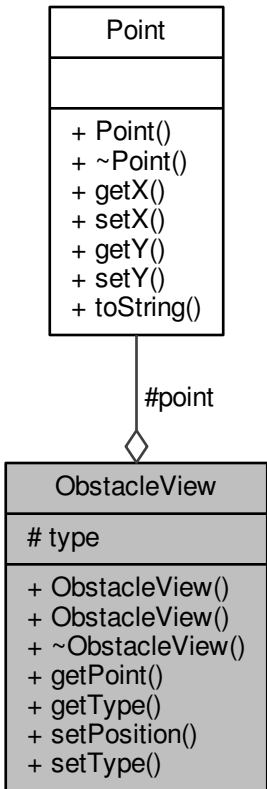 Point
+ Point()
+ ~Point()
+ getX()
+ setX()
+ getY()
+ setY()
+ toString()
#point
ObstacleView
# type
+ ObstacleView()
+ ObstacleView()
+ ~ObstacleView()
+ getPoint()
+ getType()
+ setPosition()
+ setType()